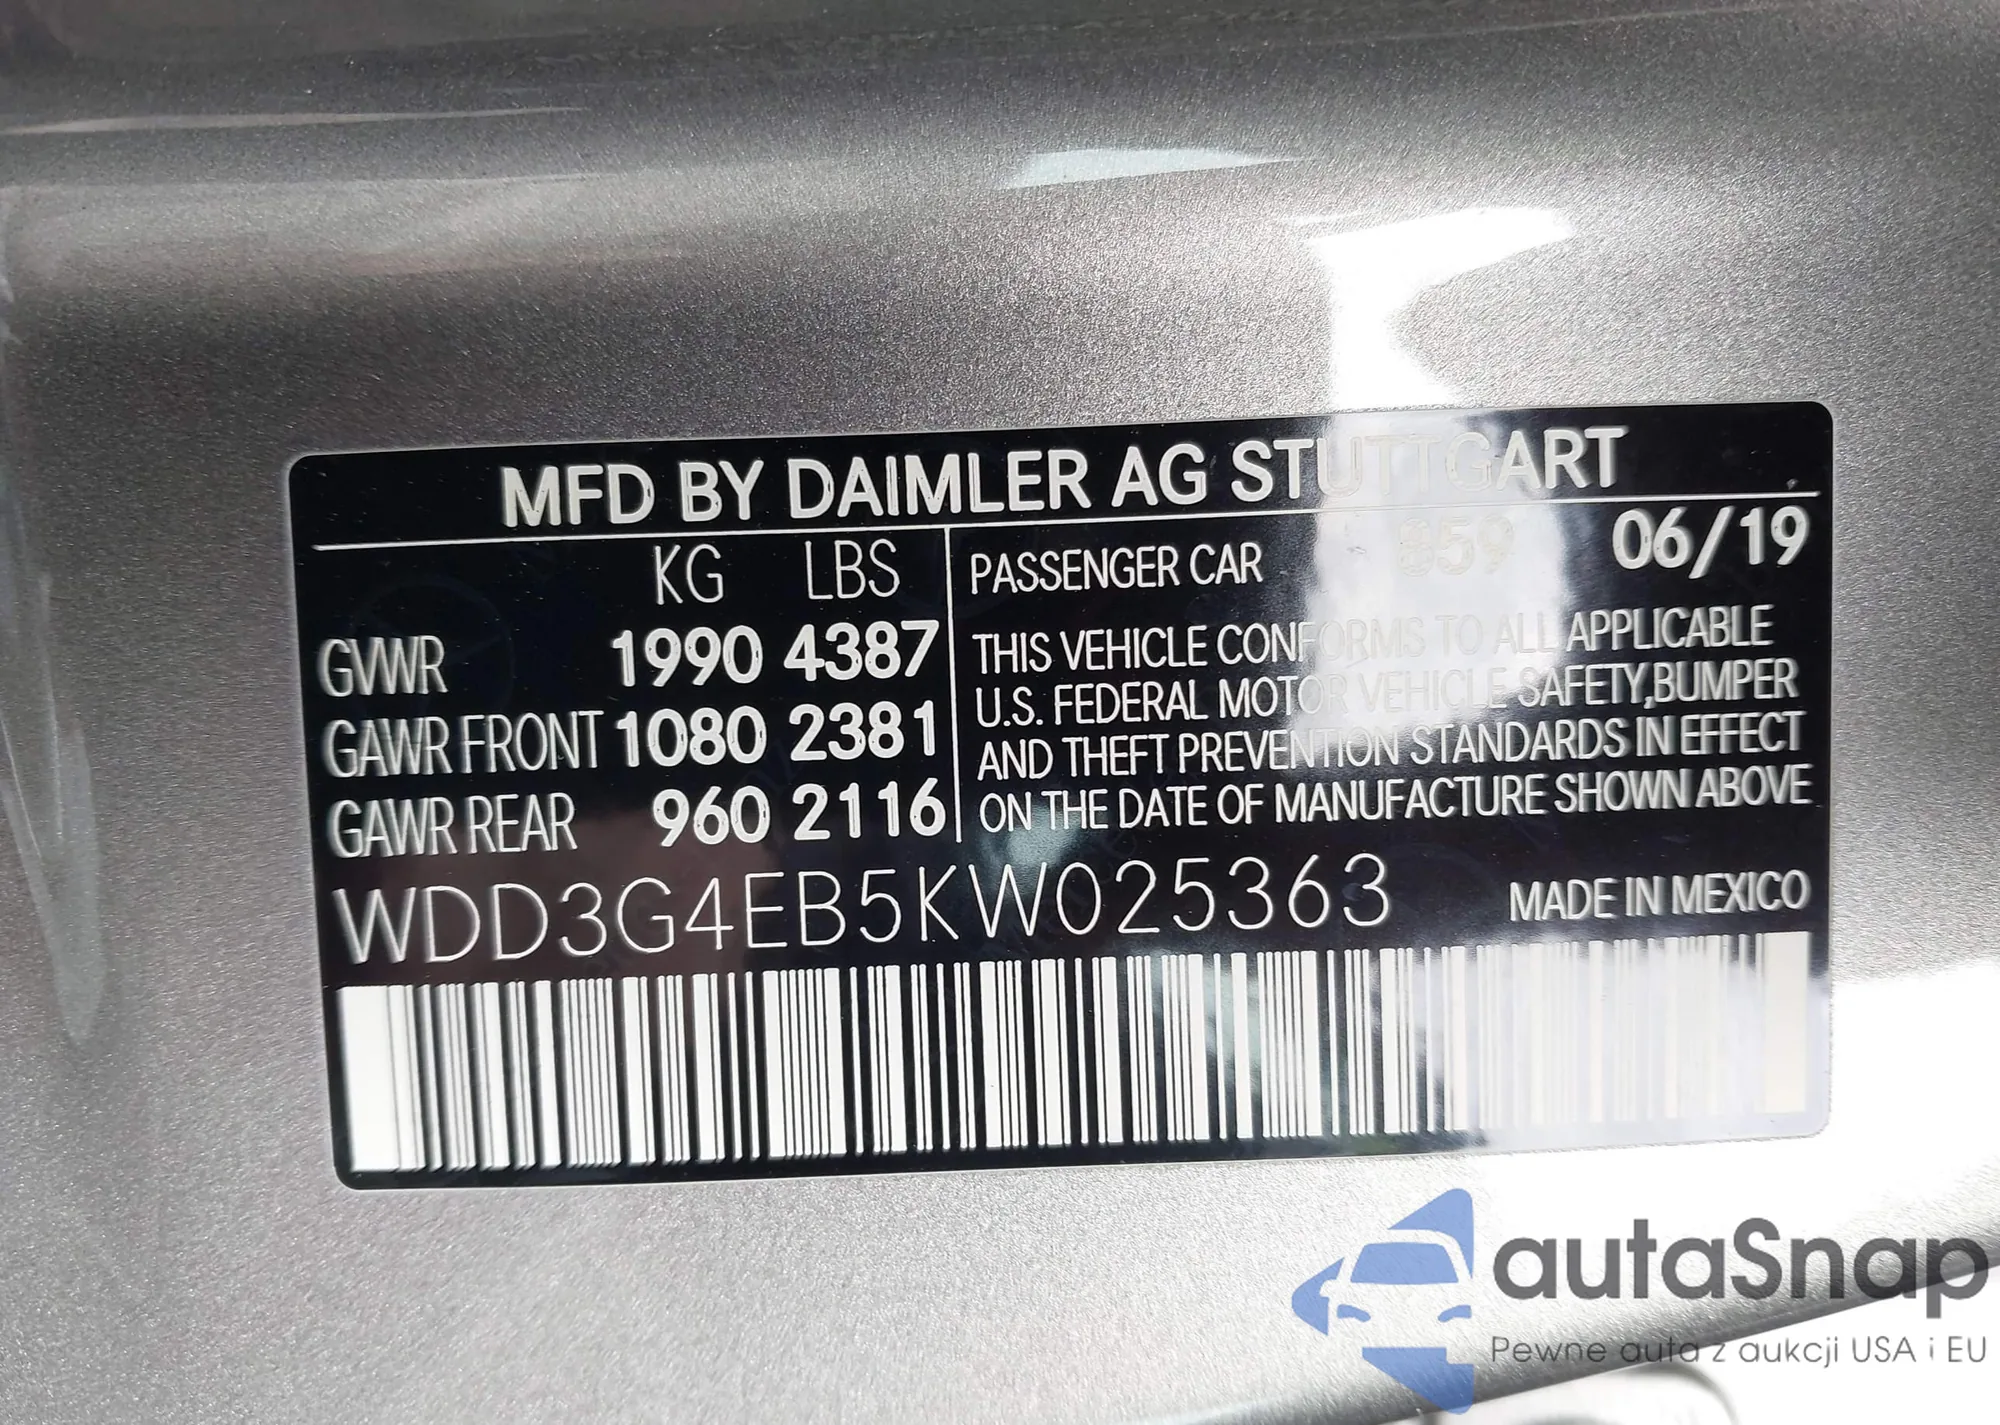 MFD BY DAIMLER AG STUTTGART
KG LBS
GVWR 1990 4387
GAWR FRONT 1080 2381
GAWR REAR 960 2116
PASSENGER CAR 859 06/19
THIS VEHICLE CONFORMS TO ALL APPLICABLE
U.S. FEDERAL MOTOR VEHICLE SAFETY, BUMPER
AND THEFT PREVENTION STANDARDS IN EFFECT
ON THE DATE OF MANUFACTURE SHOWN ABOVE
WDD3G4EB5KW025363 MADE IN MEXICO
autaSnap
Pewne auta z aukcji USA i EU